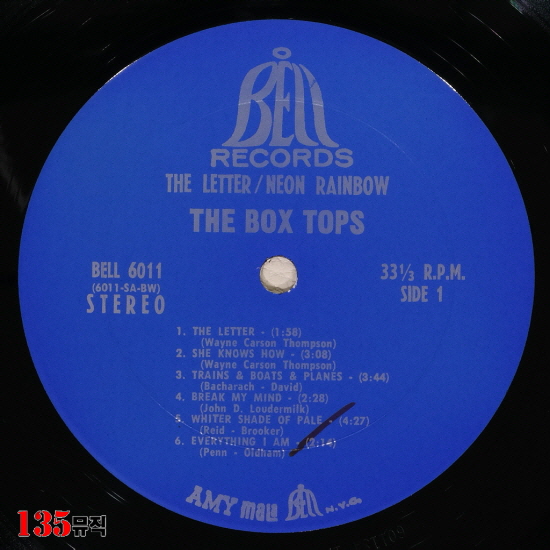 BELL
RECORDS
THE LETTER/NEON RAINBOW
THE BOX TOPS
BELL 6011
(6011-SA-BW)
STEREO
33 1/3 R.P.M.
SIDE 1
1. THE LETTER - (1:58)
(Wayne Carson Thompson)
2. SHE KNOWS HOW - (3:08)
(Wayne Carson Thompson)
3. TRAINS & BOATS & PLANES - (3:44)
(Bacharach - David)
4. BREAK MY MIND - (2:28)
(John D. Loudermilk)
5. WHITER SHADE OF PALE - (4:27)
(Reid - Brooker)
6. EVERYTHING I AM - (2:14)
(Penn - Oldham)
AMY mala BELL N.Y.C.
135뮤직